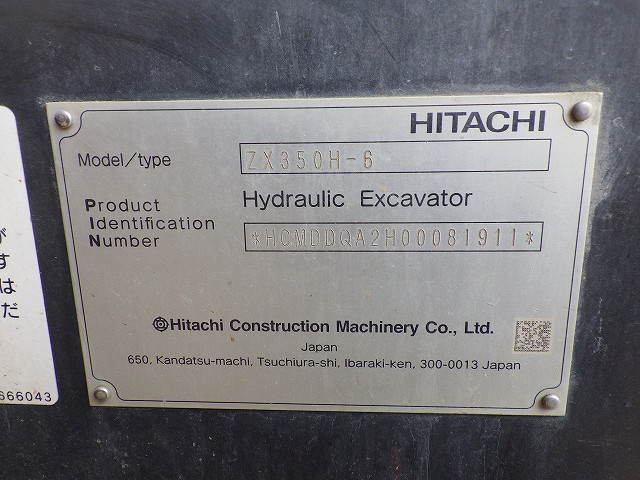 HITACHI
Model/type ZX350H-6
Hydraulic Excavator
Product
Identification
Number *HCMDDQA2H00081911*
Hitachi Construction Machinery Co., Ltd.
Japan
650, Kandatsu-machi, Tsuchiura-shi, Ibaraki-ken, 300-0013 Japan
が
す
は
だ
666043